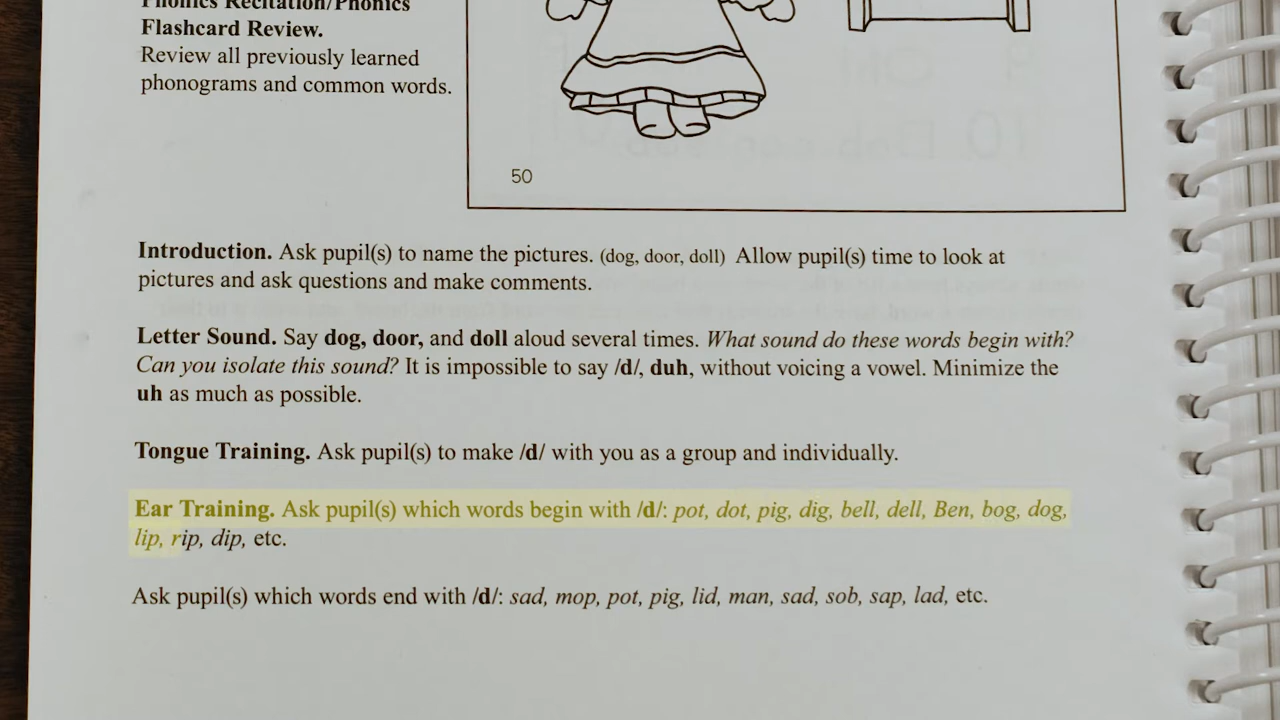 Phonics Recitation/Phonics
Flashcard Review.
Review all previously learned
phonograms and common words.
50
Introduction. Ask pupil(s) to name the pictures. (dog, door, doll) Allow pupil(s) time to look at
pictures and ask questions and make comments.
Letter Sound. Say dog, door, and doll aloud several times. What sound do these words begin with?
Can you isolate this sound? It is impossible to say /d/, duh, without voicing a vowel. Minimize the
uh as much as possible.
Tongue Training. Ask pupil(s) to make /d/ with you as a group and individually.
Ear Training. Ask pupil(s) which words begin with /d/: pot, dot, pig, dig, bell, dell, Ben, bog, dog,
lip, rip, dip, etc.
Ask pupil(s) which words end with /d/: sad, mop, pot, pig, lid, man, sad, sob, sap, lad, etc.